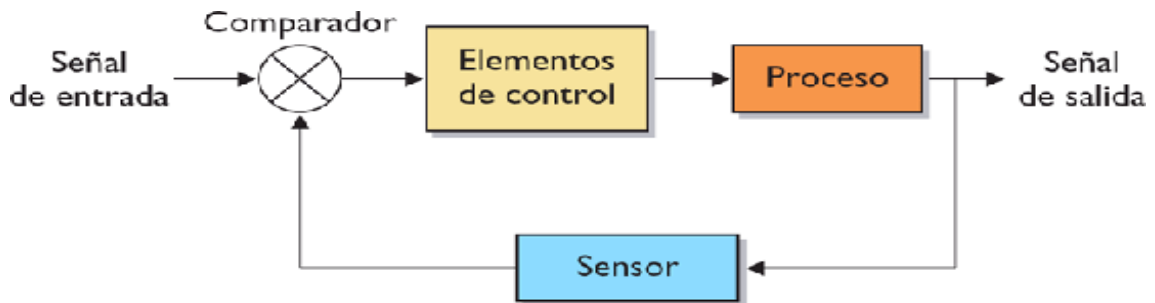 Comparador
Señal
de entrada
Elementos
de control
Proceso
Señal
de salida
Sensor